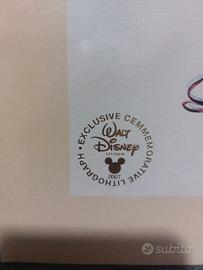 • EXCLUSIVE CEMMEMORATIVE LITHOGRAPH •
WALT
DISNEY
STUDIOS
2007
subito